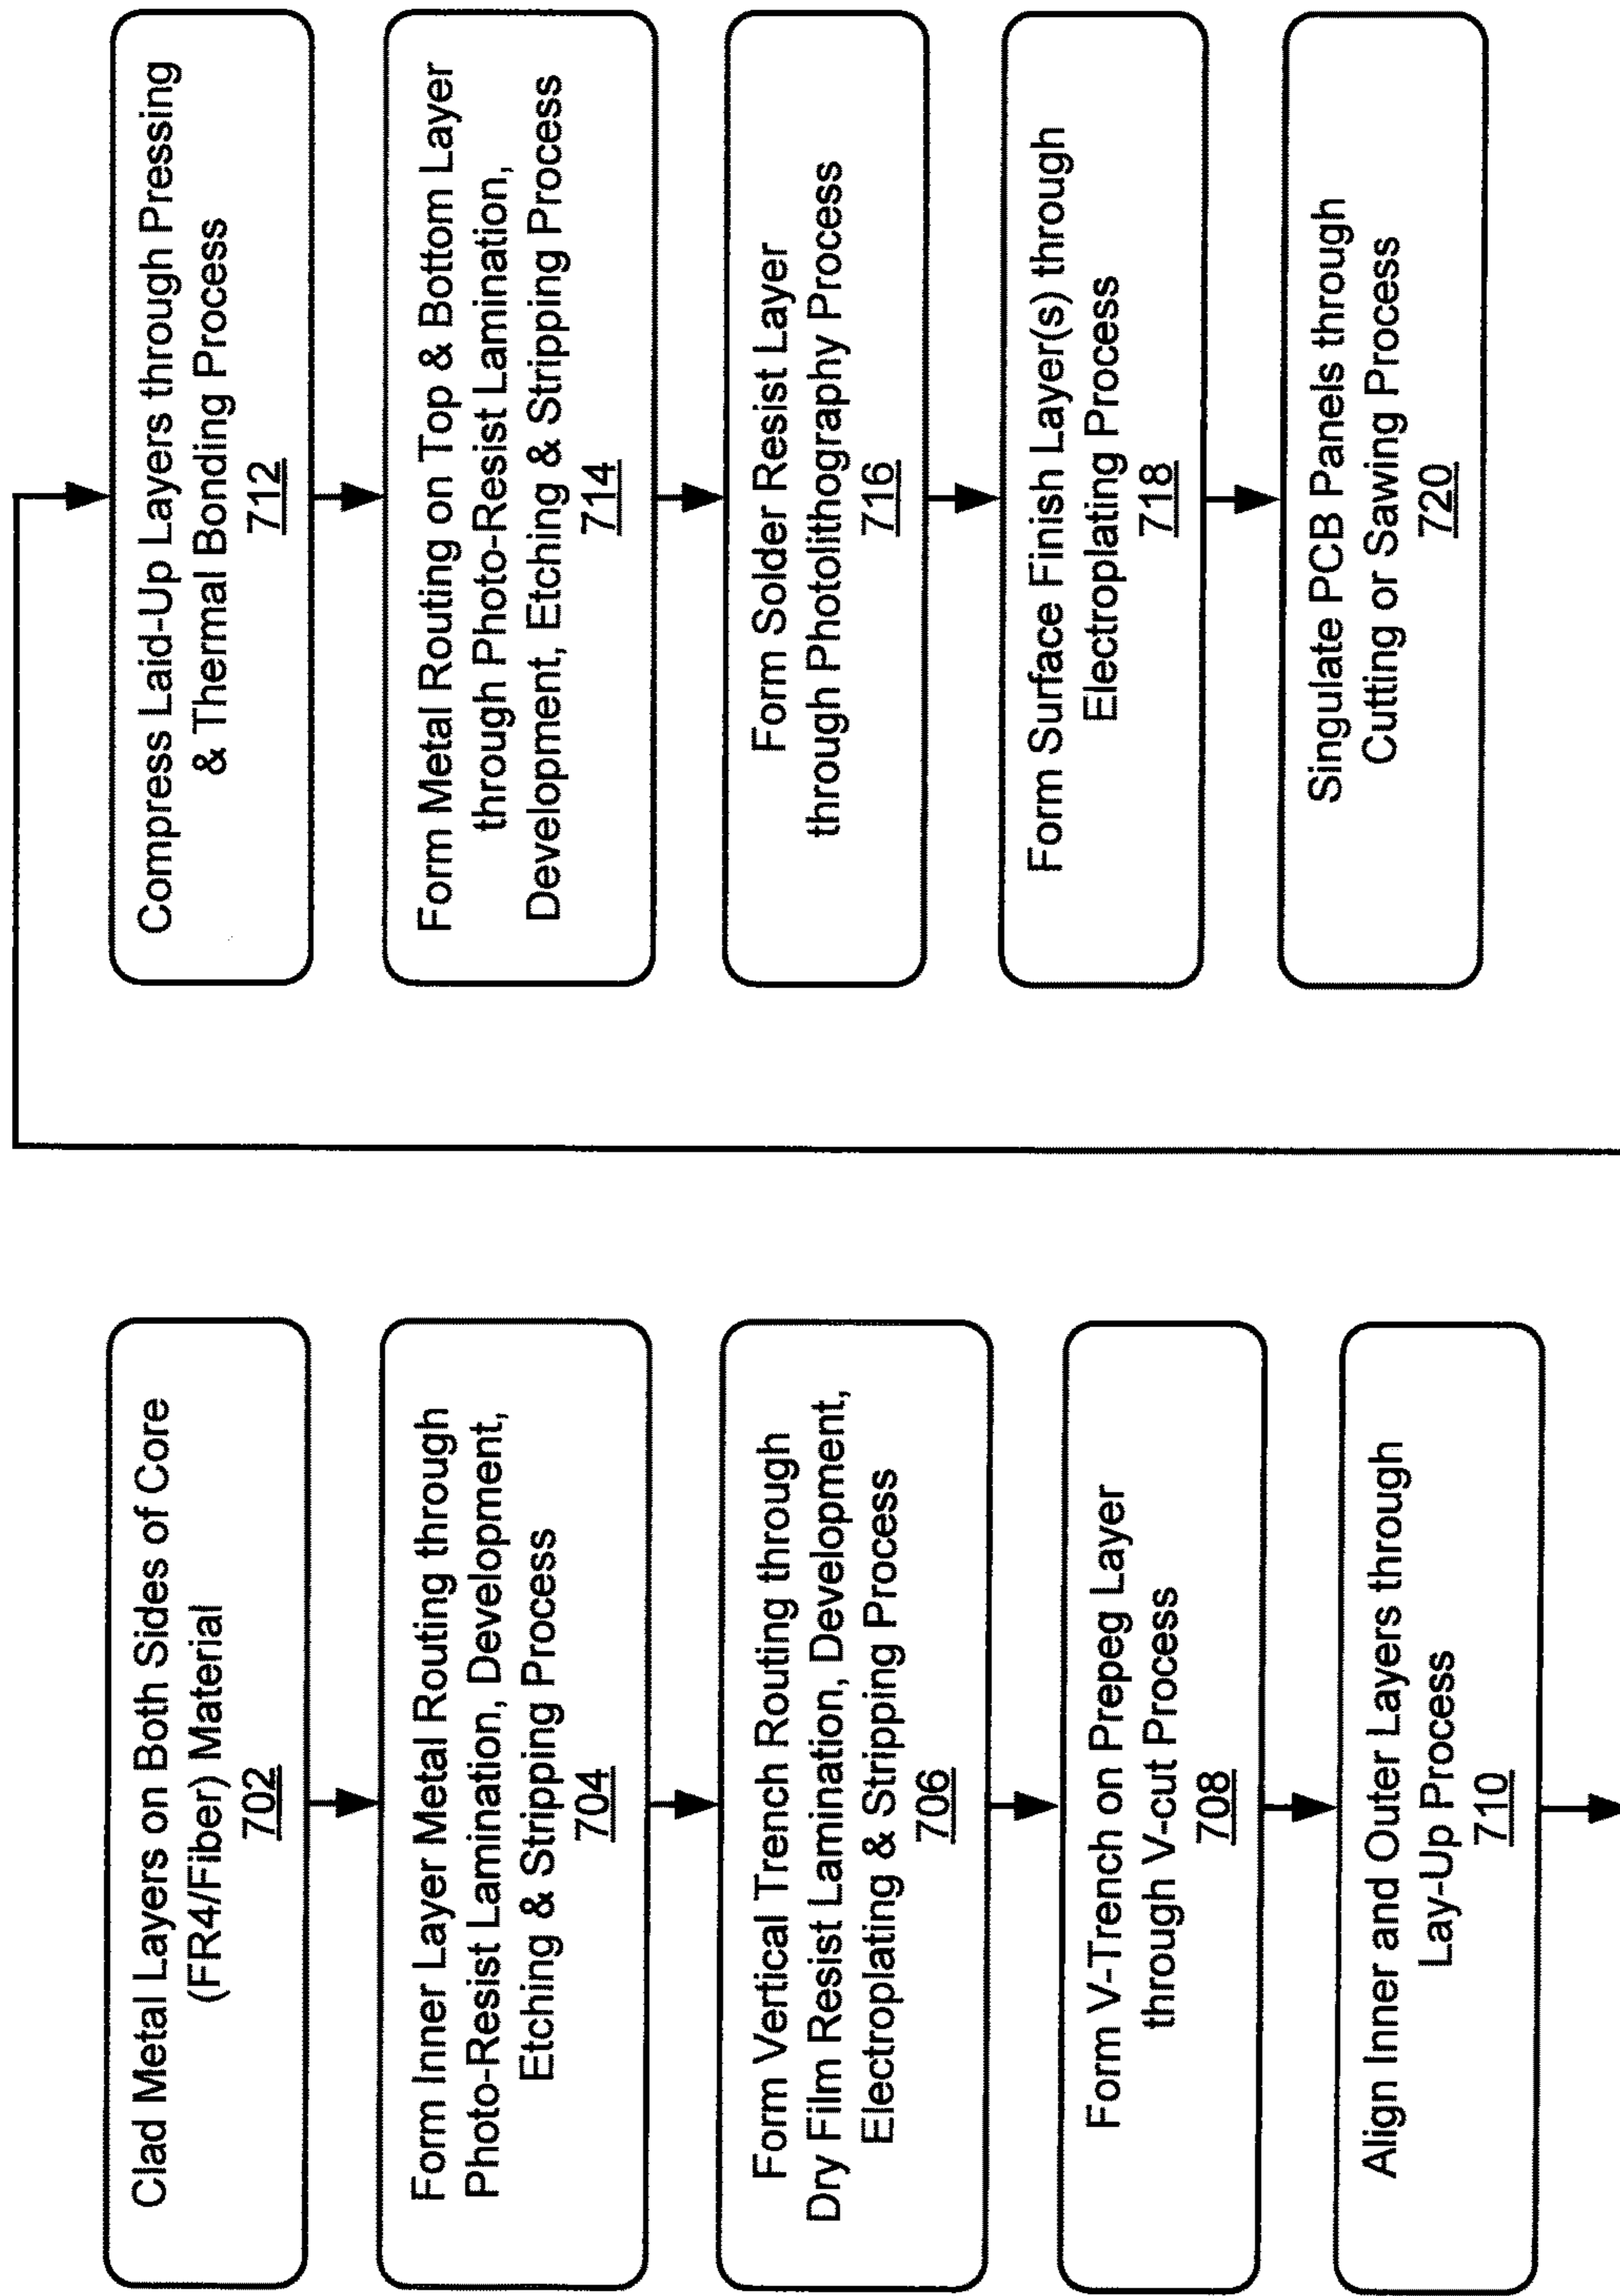 Clad Metal Layers on Both Sides of Core
(FR4/Fiber) Material
702
Form Inner Layer Metal Routing through
Photo-Resist Lamination, Development,
Etching & Stripping Process
704
Form Vertical Trench Routing through
Dry Film Resist Lamination, Development,
Electroplating & Stripping Process
706
Form V-Trench on Prepeg Layer
through V-cut Process
708
Align Inner and Outer Layers through
Lay-Up Process
710
Compress Laid-Up Layers through Pressing
& Thermal Bonding Process
712
Form Metal Routing on Top & Bottom Layer
through Photo-Resist Lamination,
Development, Etching & Stripping Process
714
Form Solder Resist Layer
through Photolithography Process
716
Form Surface Finish Layer(s) through
Electroplating Process
718
Singulate PCB Panels through
Cutting or Sawing Process
720